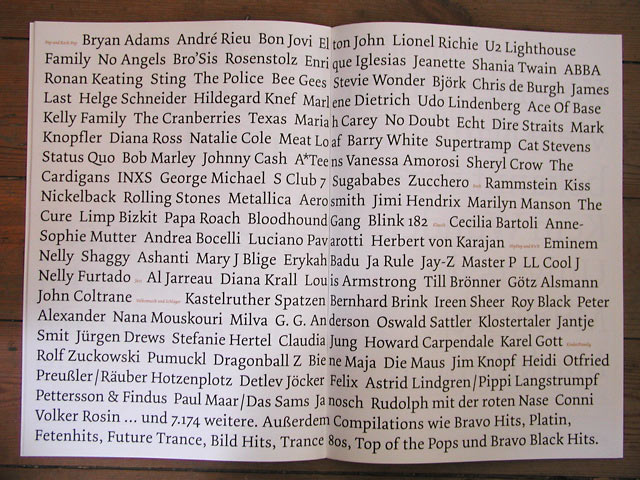 Pop und Rock Pop Bryan Adams André Rieu Bon Jovi Elton John Lionel Richie U2 Lighthouse
Family No Angels Bro'Sis Rosenstolz Enrique Iglesias Jeanette Shania Twain ABBA
Ronan Keating Sting The Police Bee Gees Stevie Wonder Björk Chris de Burgh James
Last Helge Schneider Hildegard Knef Marlene Dietrich Udo Lindenberg Ace Of Base
Kelly Family The Cranberries Texas Mariah Carey No Doubt Echt Dire Straits Mark
Knopfler Diana Ross Natalie Cole Meat Loaf Barry White Supertramp Cat Stevens
Status Quo Bob Marley Johnny Cash A*Teens Vanessa Amorosi Sheryl Crow The
Cardigans INXS George Michael S Club 7 Sugababes Zucchero Rock Rammstein Kiss
Nickelback Rolling Stones Metallica Aerosmith Jimi Hendrix Marilyn Manson The
Cure Limp Bizkit Papa Roach Bloodhound Gang Blink 182 Klassik Cecilia Bartoli Anne-
Sophie Mutter Andrea Bocelli Luciano Pavarotti Herbert von Karajan HipHop und R'n'B Eminem
Nelly Shaggy Ashanti Mary J Blige Erykah Badu Ja Rule Jay-Z Master P LL Cool J
Nelly Furtado Jazz Al Jarreau Diana Krall Louis Armstrong Till Brönner Götz Alsmann
John Coltrane Volksmusik und Schlager Kastelruther Spatzen Bernhard Brink Ireen Sheer Roy Black Peter
Alexander Nana Mouskouri Milva G. G. Anderson Oswald Sattler Klostertaler Jantje
Smit Jürgen Drews Stefanie Hertel Claudia Jung Howard Carpendale Karel Gott
Rolf Zuckowski Pumuckl Dragonball Z Biene Maja Die Maus Jim Knopf Heidi Otfried
Preußler/Räuber Hotzenplotz Detlev Jöcker Felix Astrid Lindgren/Pippi Langstrumpf
Pettersson & Findus Paul Maar/Das Sams Janosch Rudolph mit der roten Nase Conni
Volker Rosin ... und 7.174 weitere. Außerdem Compilations wie Bravo Hits, Platin,
Fetenhits, Future Trance, Bild Hits, Trance 80s, Top of the Pops und Bravo Black Hits.